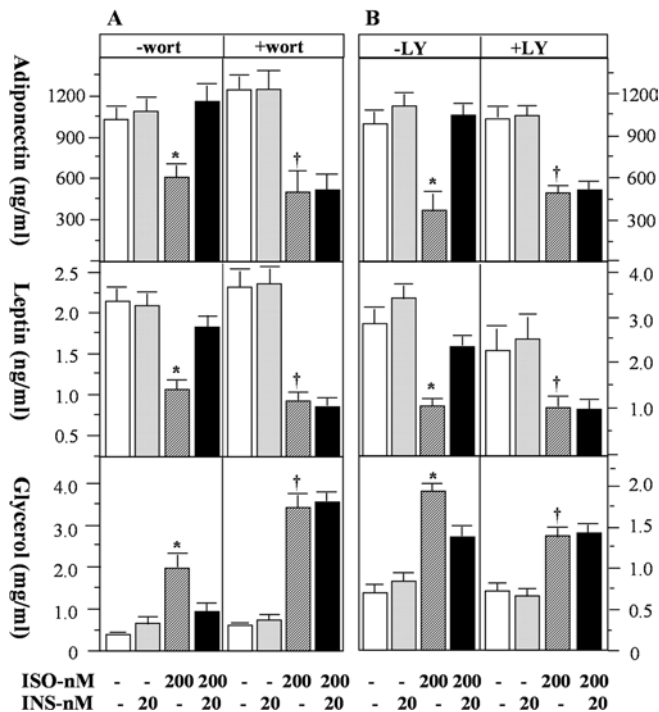 A B
-wort +wort -LY +LY
Adiponectin (ng/ml)
1200 1200
900 900
600 600
300 300
* † * †
Leptin (ng/ml)
2.5 4.0
2.0 3.0
1.5 2.0
1.0 1.0
0.5
* † * †
Glycerol (mg/ml)
4.0 2.0
3.0 1.5
2.0 1.0
1.0 0.5
0 0
* † * †
ISO-nM - - 200 200 - - 200 200 - - 200 200 - - 200 200
INS-nM - 20 - 20 - 20 - 20 - 20 - 20 - 20 - 20